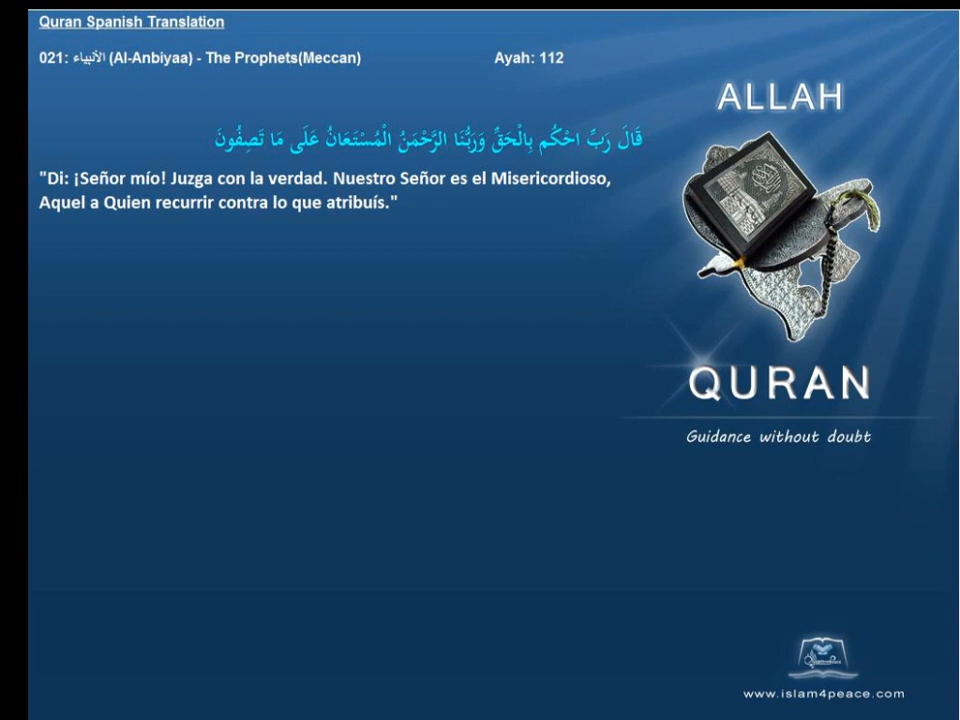 Quran Spanish Translation
021: الأنبياء (Al-Anbiyaa) - The Prophets(Meccan) Ayah: 112
قَالَ رَبِّ احْكُم بِالْحَقِّ وَرَبُّنَا الرَّحْمَنُ الْمُسْتَعَانُ عَلَى مَا تَصِفُونَ
"Di: ¡Señor mío! Juzga con la verdad. Nuestro Señor es el Misericordioso,
Aquel a Quien recurrir contra lo que atribuís."
ALLAH
QURAN
Guidance without doubt
www.islam4peace.com